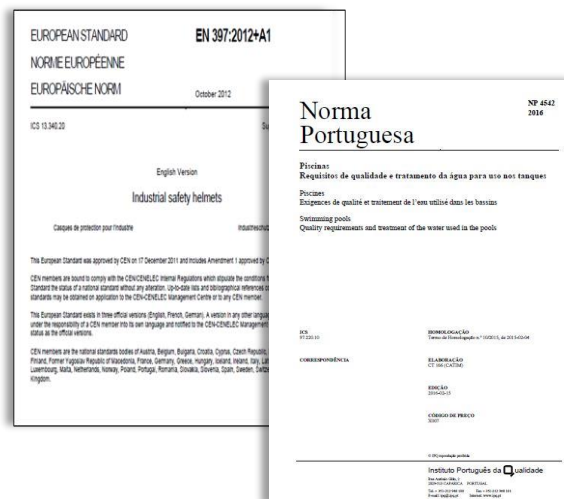 EUROPEAN STANDARD
EN 397:2012+A1
NORME EUROPÉENNE
EUROPÄISCHE NORM
October 2012
ICS 13.340.20
English Version
Industrial safety helmets
Casques de protection pour l'industrie
This European Standard was approved by CEN on 17 December 2011 and includes Amendment 1 approved by
CEN members are bound to comply with the CEN/CENELEC Internal Regulations which stipulate the conditions
Standard the status of a national standard without any alteration. Up-to-date lists and bibliographical references
standards may be obtained on application to the CEN-CENELEC Management Centre or to any CEN member.
This European Standard exists in three official versions (English, French, German). A version in any other language
under the responsibility of a CEN member into its own language and notified to the CEN-CENELEC Management
status as the official versions.
CEN members are the national standards bodies of Austria, Belgium, Bulgaria, Croatia, Cyprus, Czech Republic,
Finland, Former Yugoslav Republic of Macedonia, France, Germany, Greece, Hungary, Iceland, Ireland, Italy,
Luxembourg, Malta, Netherlands, Norway, Poland, Portugal, Romania, Slovakia, Slovenia, Spain, Sweden,
Kingdom.
Norma
Portuguesa
NP 4542
2016
Piscinas
Requisitos de qualidade e tratamento da água para uso nos tanques
Piscines
Exigences de qualité et traitement de l'eau utilisé dans les bassins
Swimming pools
Quality requirements and treatment of the water used in the pools
ICS
HOMOLOGAÇÃO
Termo de Homologação n.º
CORRESPONDÊNCIA
ELABORAÇÃO
CT 166 (CATIM)
EDIÇÃO
CÓDIGO DE PREÇO
© IPQ reprodução proibida
Instituto Português da Qualidade
PORTUGAL